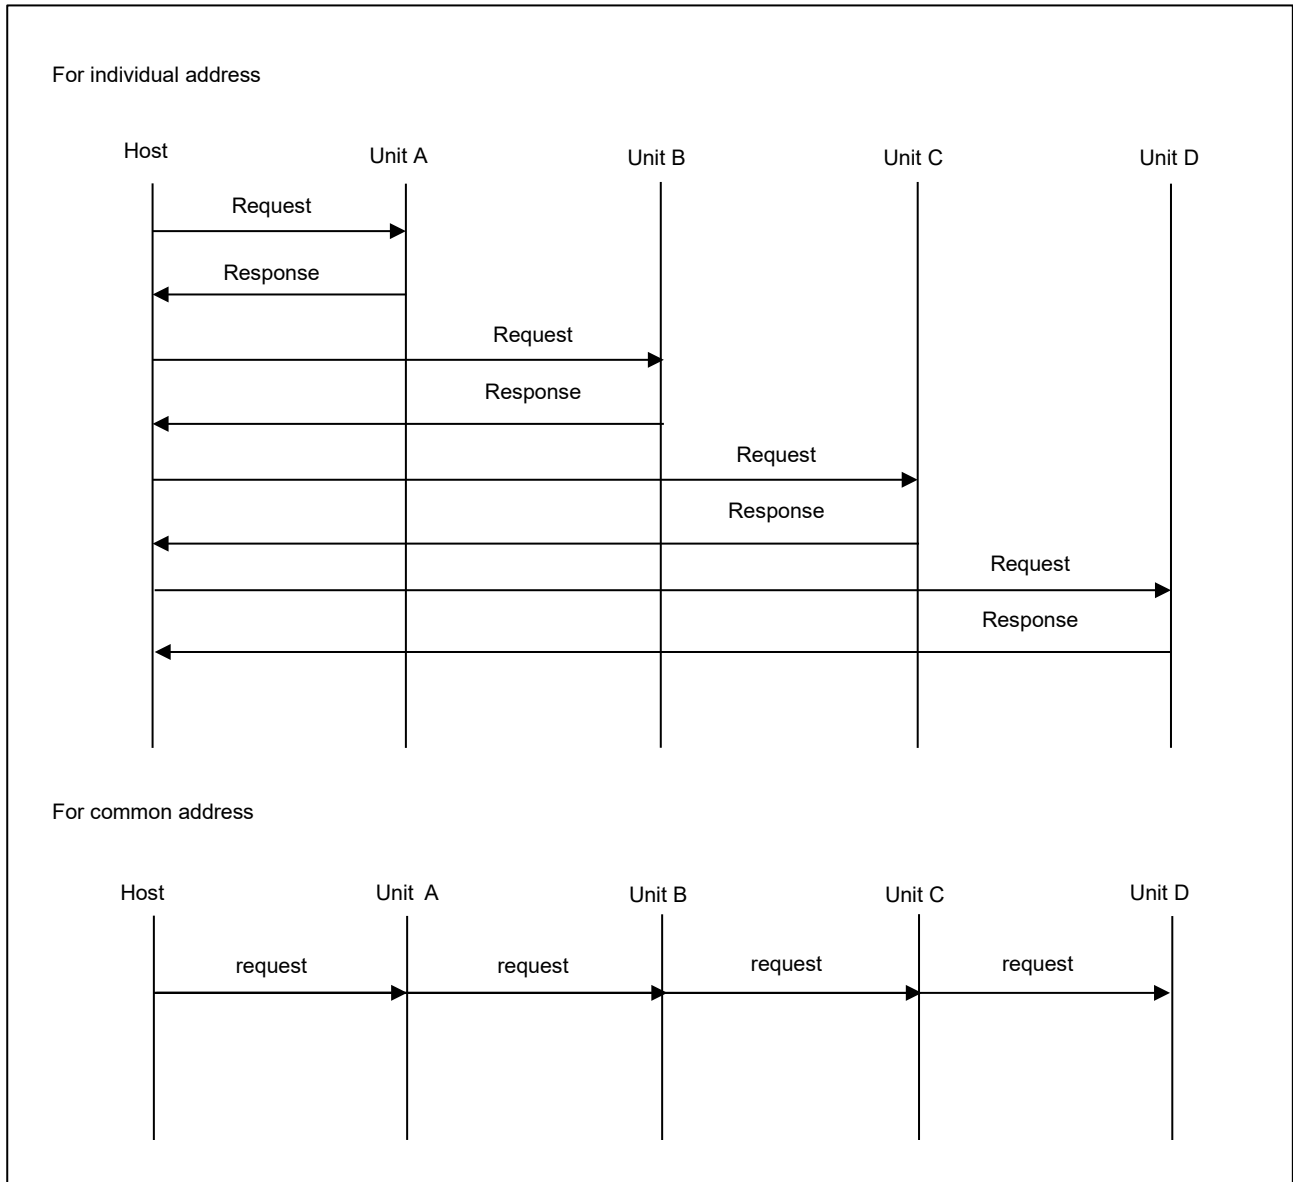 For individual address
Host Unit A Unit B Unit C Unit D
Request
Response
Request
Response
Request
Response
Request
Response
For common address
Host Unit A Unit B Unit C Unit D
request request request request